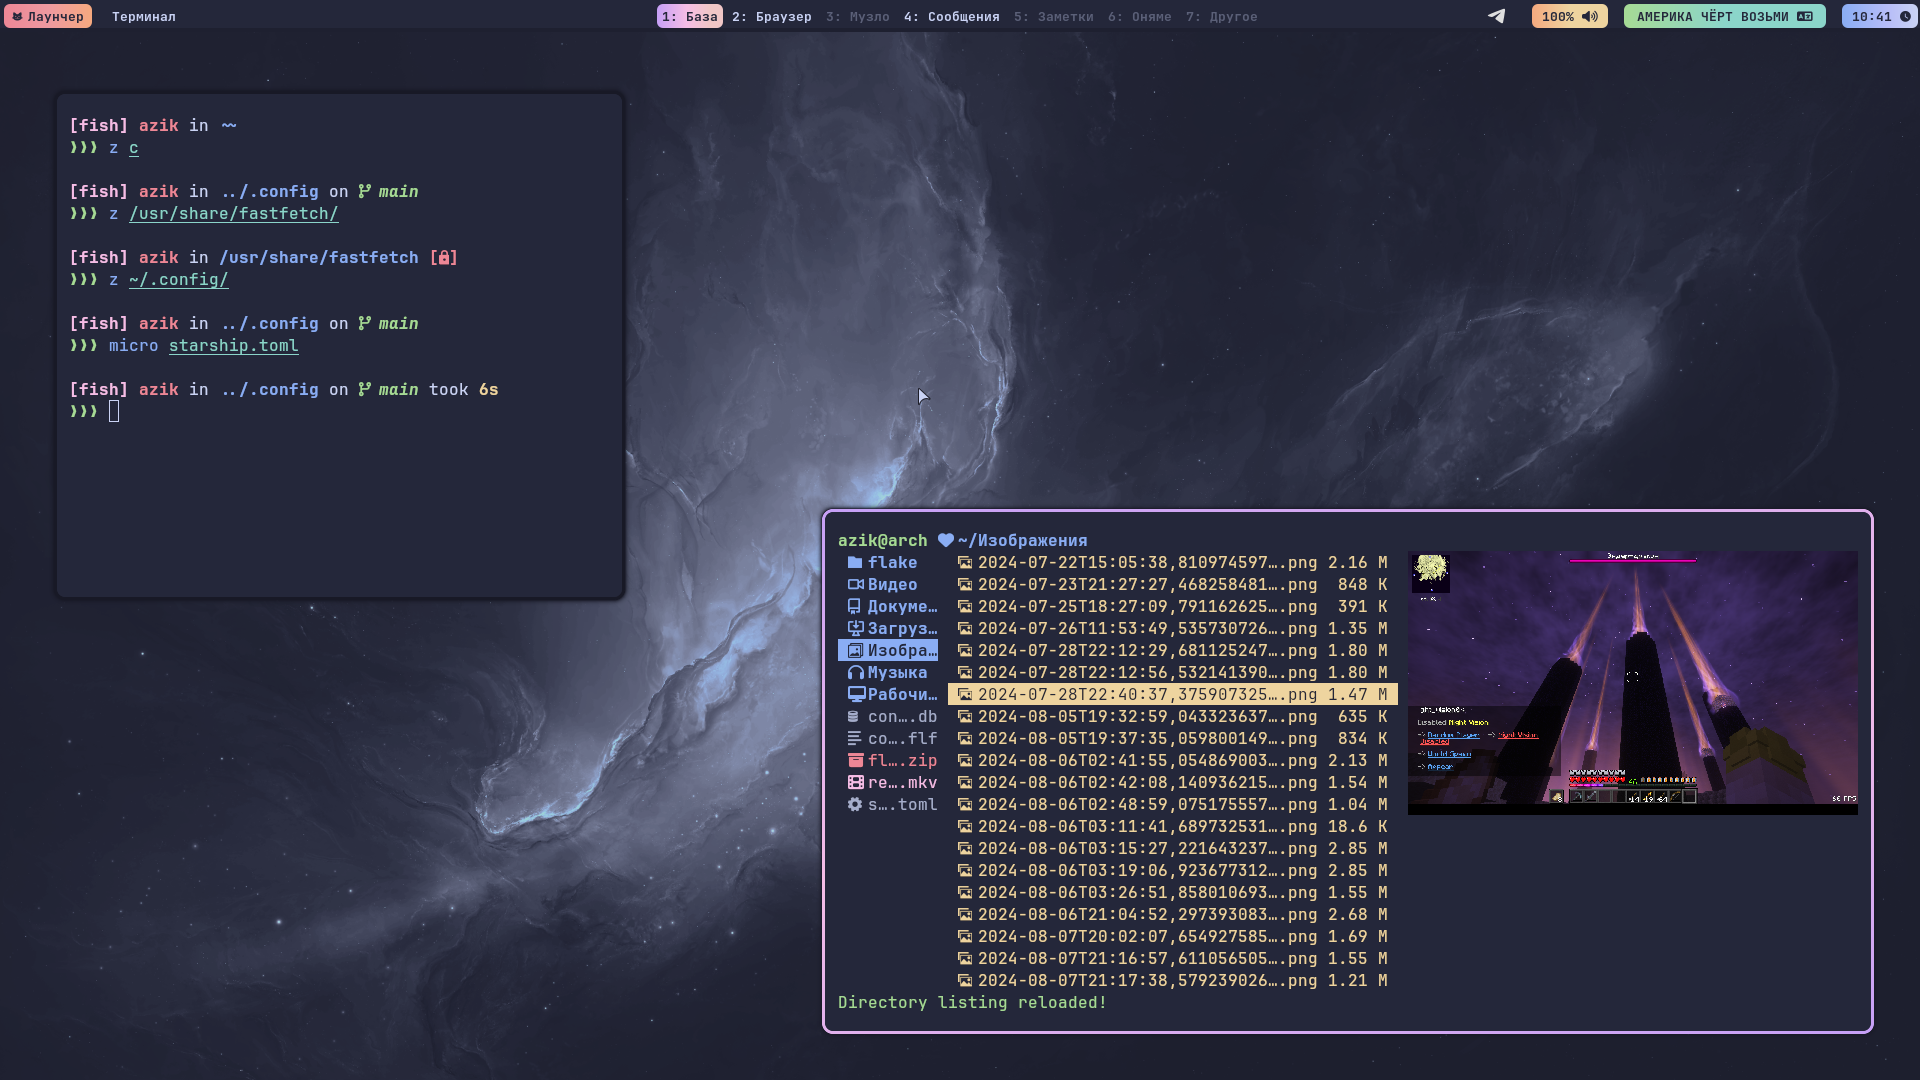 Лаунчер Терминал 1: База 2: Браузер 3: Музло 4: Сообщения 5: Заметки 6: Оняме 7: Другое 100% АМЕРИКА ЧЁРТ ВОЗЬМИ 10:41
[fish] azik in ~~
❫❫❫ z c
[fish] azik in ../.config on main
❫❫❫ z /usr/share/fastfetch/
[fish] azik in /usr/share/fastfetch []
❫❫❫ z ~/.config/
[fish] azik in ../.config on main
❫❫❫ micro starship.toml
[fish] azik in ../.config on main took 6s
❫❫❫
azik@arch ~/Изображения
flake 2024-07-22T15:05:38,810974597….png 2.16 M
Видео 2024-07-23T21:27:27,468258481….png 848 K
Докуме… 2024-07-25T18:27:09,791162625….png 391 K
Загруз… 2024-07-26T11:53:49,535730726….png 1.35 M
Изобра… 2024-07-28T22:12:29,681125247….png 1.80 M
Музыка 2024-07-28T22:12:56,532141390….png 1.80 M
Рабочи… 2024-07-28T22:40:37,375907325….png 1.47 M
con….db 2024-08-05T19:32:59,043323637….png 635 K
co….flf 2024-08-05T19:37:35,059800149….png 834 K
fl….zip 2024-08-06T02:41:55,054869003….png 2.13 M
re….mkv 2024-08-06T02:42:08,140936215….png 1.54 M
s….toml 2024-08-06T02:48:59,075175557….png 1.04 M
2024-08-06T03:11:41,689732531….png 18.6 K
2024-08-06T03:15:27,221643237….png 2.85 M
2024-08-06T03:19:06,923677312….png 2.85 M
2024-08-06T03:26:51,858010693….png 1.55 M
2024-08-06T21:04:52,297393083….png 2.68 M
2024-08-07T20:02:07,654927585….png 1.69 M
2024-08-07T21:16:57,611056505….png 1.55 M
2024-08-07T21:17:38,579239026….png 1.21 M
Directory listing reloaded!
Disabled Night Vision
Night Vision
Disabled